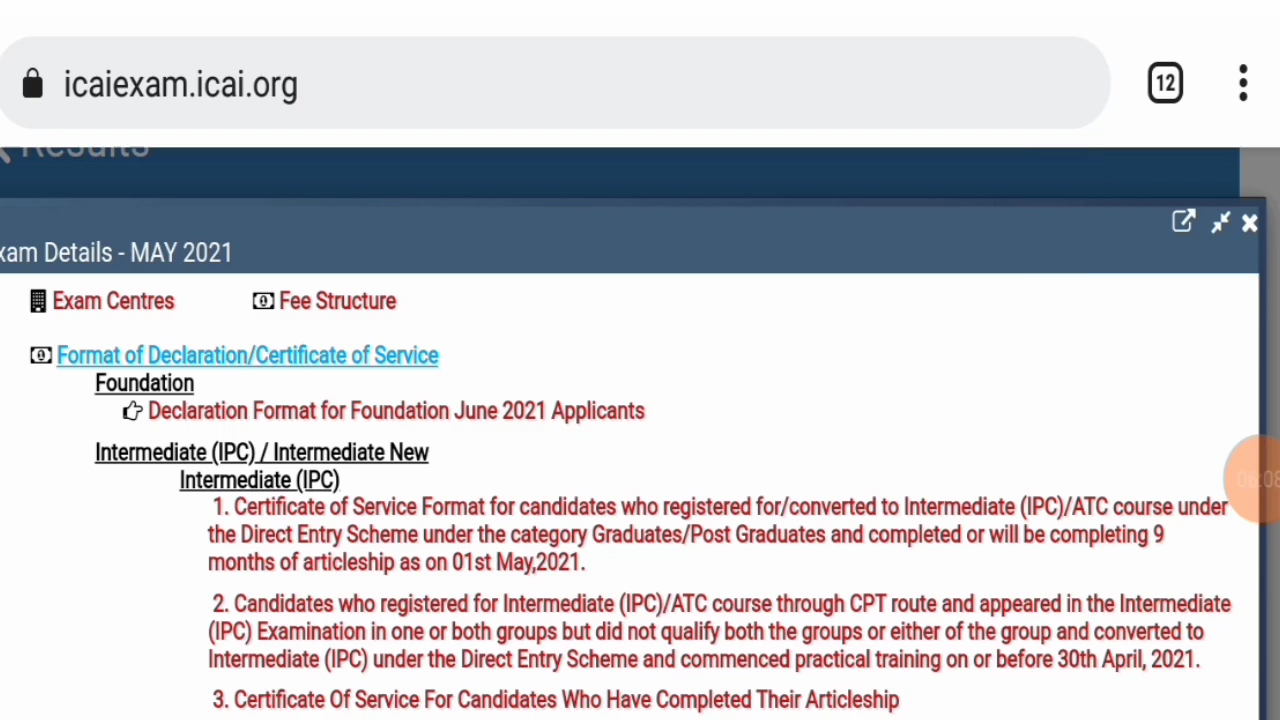 icaiexam.icai.org
12
Results
xam Details - MAY 2021
Exam Centres Fee Structure
Format of Declaration/Certificate of Service
Foundation
Declaration Format for Foundation June 2021 Applicants
Intermediate (IPC) / Intermediate New
Intermediate (IPC)
1. Certificate of Service Format for candidates who registered for/converted to Intermediate (IPC)/ATC course under
the Direct Entry Scheme under the category Graduates/Post Graduates and completed or will be completing 9
months of articleship as on 01st May,2021.
2. Candidates who registered for Intermediate (IPC)/ATC course through CPT route and appeared in the Intermediate
(IPC) Examination in one or both groups but did not qualify both the groups or either of the group and converted to
Intermediate (IPC) under the Direct Entry Scheme and commenced practical training on or before 30th April, 2021.
3. Certificate Of Service For Candidates Who Have Completed Their Articleship